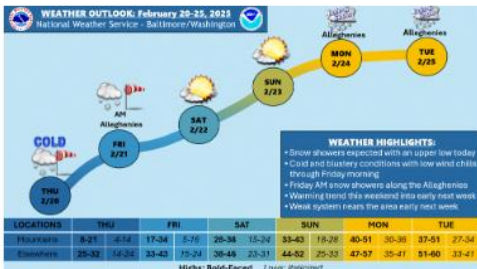 WEATHER OUTLOOK: February 20-25, 2025
National Weather Service - Baltimore/Washington
Alleghenies
Alleghenies
MON
2/24
TUE
2/25
SUN
2/23
AM
Alleghenies
SAT
2/22
COLD
FRI
2/21
THU
2/20
WEATHER HIGHLIGHTS:
• Snow showers expected with an upper low today
• Cold and blustery conditions with low wind chills
through Friday morning
• Friday AM snow showers along the Alleghenies
• Warming trend this weekend into early next week
• Weak system nears the area early next week
LOCATIONS THU FRI SAT SUN MON TUE
Mountains 8-21 4-14 17-34 5-16 26-38 15-24 33-43 18-28 40-51 30-36 37-51 27-34
Elsewhere 25-32 14-24 33-43 15-24 38-46 23-31 44-52 25-33 47-57 35-41 51-60 33-41
Highs: Bold-Faced Lows: Italicized